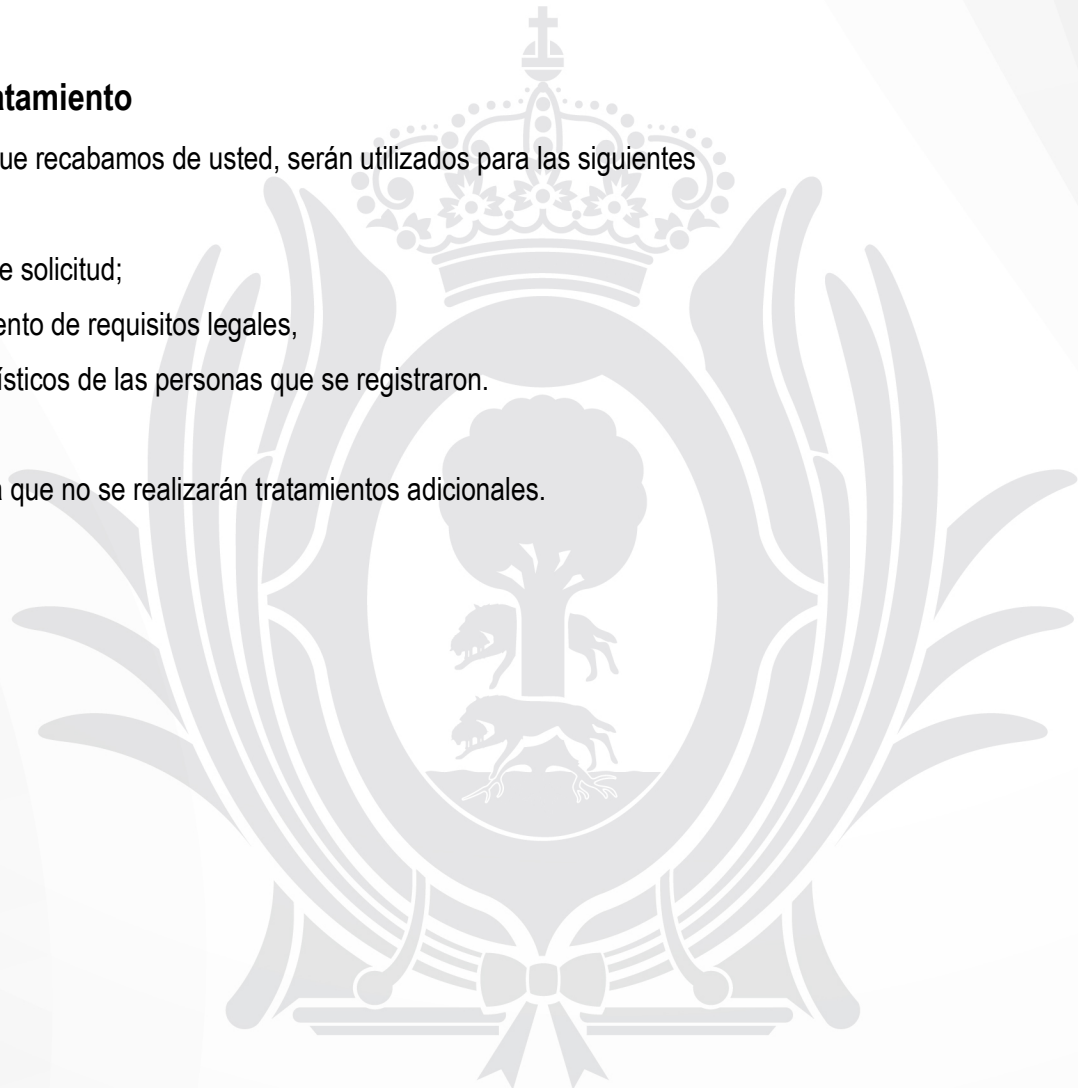 atamiento
ue recabamos de usted, serán utilizados para las siguientes
e solicitud;
ento de requisitos legales,
ísticos de las personas que se registraron.
a que no se realizarán tratamientos adicionales.